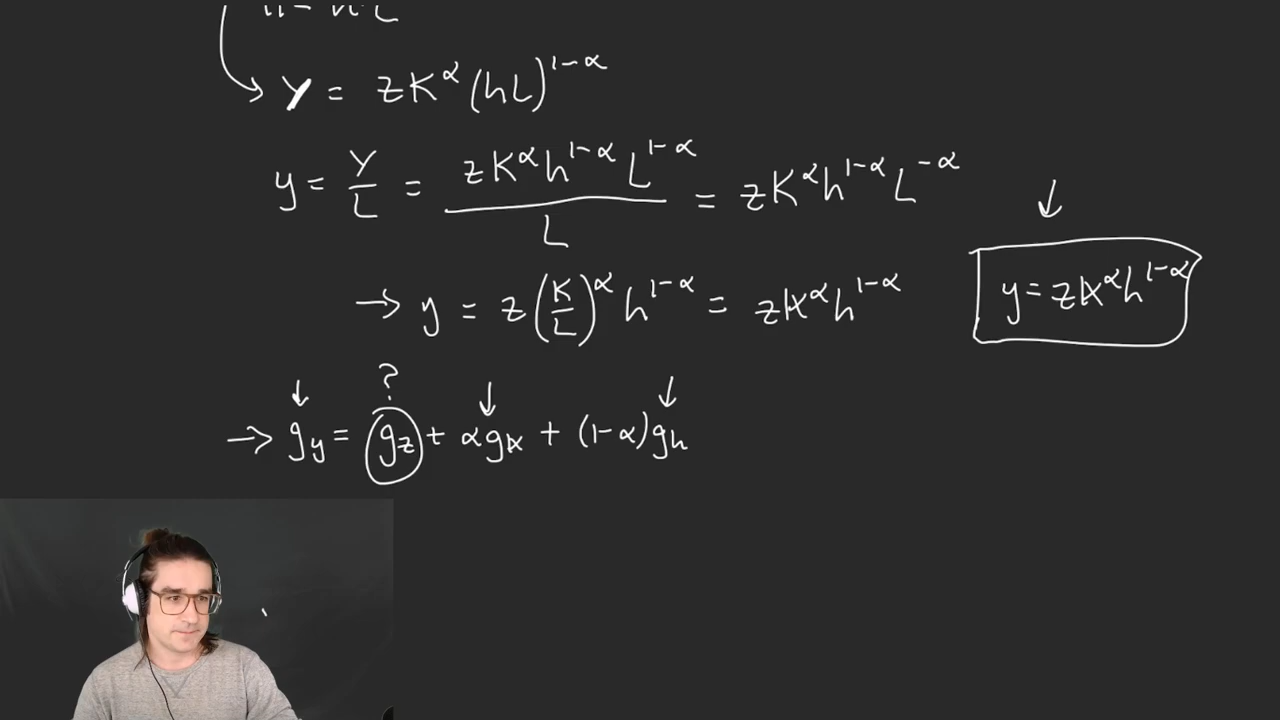 Y = zK^α (hL)^{1-α}
y = Y/L = zK^α h^{1-α} L^{1-α} / L = zK^α h^{1-α} L^{-α}
→ y = z(K/L)^α h^{1-α} = zk^α h^{1-α}
y = zk^α h^{1-α}
?
→ g_y = g_z + αg_k + (1-α)g_h